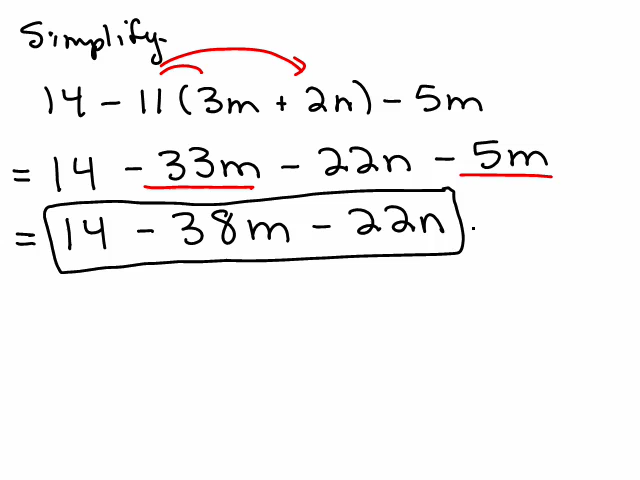 Simplify.
14 - 11 (3m + 2n) - 5m
= 14 - 33m - 22n - 5m
= 14 - 38m - 22n .